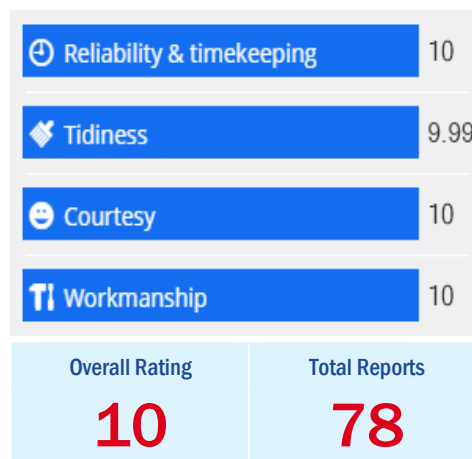 Reliability & timekeeping 10
Tidiness 9.99
Courtesy 10
Workmanship 10
Overall Rating Total Reports
10 78